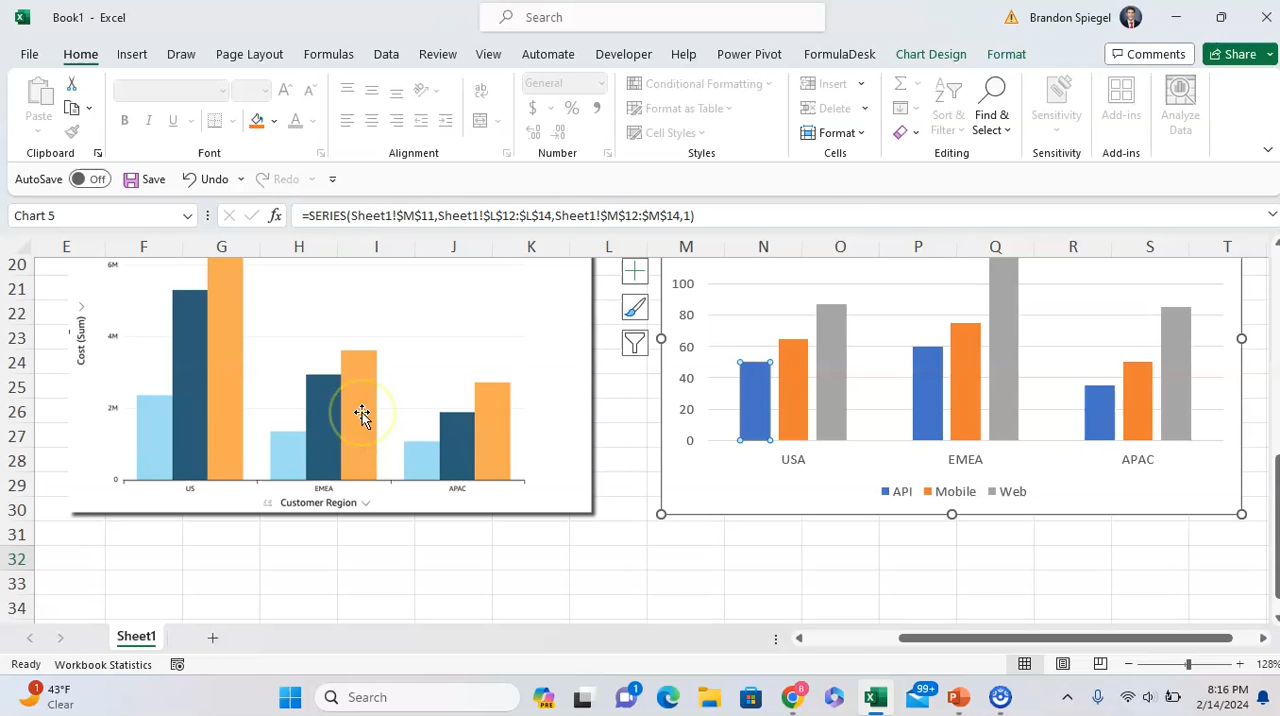 Book1 - Excel
Search
Brandon Spiegel
File Home Insert Draw Page Layout Formulas Data Review View Automate Developer Help Power Pivot FormulaDesk Chart Design Format Comments Share
Paste
General
Conditional Formatting
Format as Table
Cell Styles
Insert
Delete
Format
Sort & Filter
Find & Select
Sensitivity
Add-ins
Analyze Data
Clipboard Font Alignment Number Styles Cells Editing Sensitivity Add-ins
AutoSave Off Save Undo Redo
Chart 5 fx =SERIES(Sheet1!$M$11,Sheet1!$L$12:$L$14,Sheet1!$M$12:$M$14,1)
E F G H I J K L M N O P Q R S T
20
21
22
23
24
25
26
27
28
29
30
31
32
33
34
6M
4M
2M
0
Cost (Sum)
US EMEA APAC
Customer Region
100
80
60
40
20
0
USA EMEA APAC
API Mobile Web
Sheet1
Ready Workbook Statistics 128%
43°F
Clear
1
Search
PRE
1
99+
8:16 PM
2/14/2024